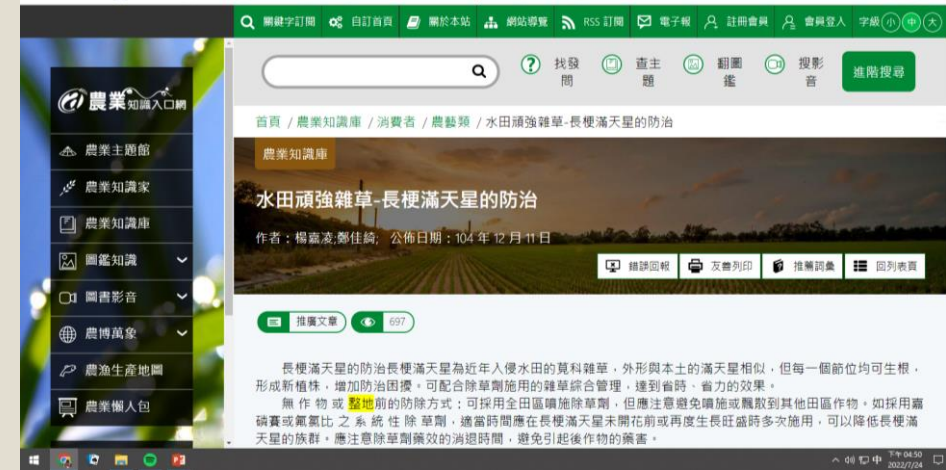 關鍵字訂閱 自訂首頁 關於本站 網站導覽 RSS 訂閱 電子報 註冊會員 會員登入 字級 小 中 大
找發問 查主題 翻圖鑑 搜影音 進階搜尋
農業知識入口網
農業主題館
農業知識家
農業知識庫
圖鑑知識
圖書影音
農博萬象
農漁生產地圖
農業懶人包
首頁 / 農業知識庫 / 消費者 / 農藝類 / 水田頑強雜草-長梗滿天星的防治
農業知識庫
水田頑強雜草-長梗滿天星的防治
作者：楊嘉凌;鄭佳綺; 公佈日期：104 年 12 月 11 日
錯誤回報 友善列印 推薦詞彙 回列表頁
推廣文章 697
長梗滿天星的防治長梗滿天星為近年入侵水田的莧科雜草，外形與本土的滿天星相似，但每一個節位均可生根，
形成新植株，增加防治困擾。可配合除草劑施用的雜草綜合管理，達到省時、省力的效果。
無 作 物 或 整地前的防除方式：可採用全田區噴施除草劑，但應注意避免噴施或飄散到其他田區作物。如採用嘉
磷賽或氟氯比 之 系 統 性 除 草劑，適當時間應在長梗滿天星未開花前或再度生長旺盛時多次施用，可以降低長梗滿
天星的族群。應注意除草劑藥效的消退時間，避免引起後作物的藥害。
中 下午 04:50
2022/7/24